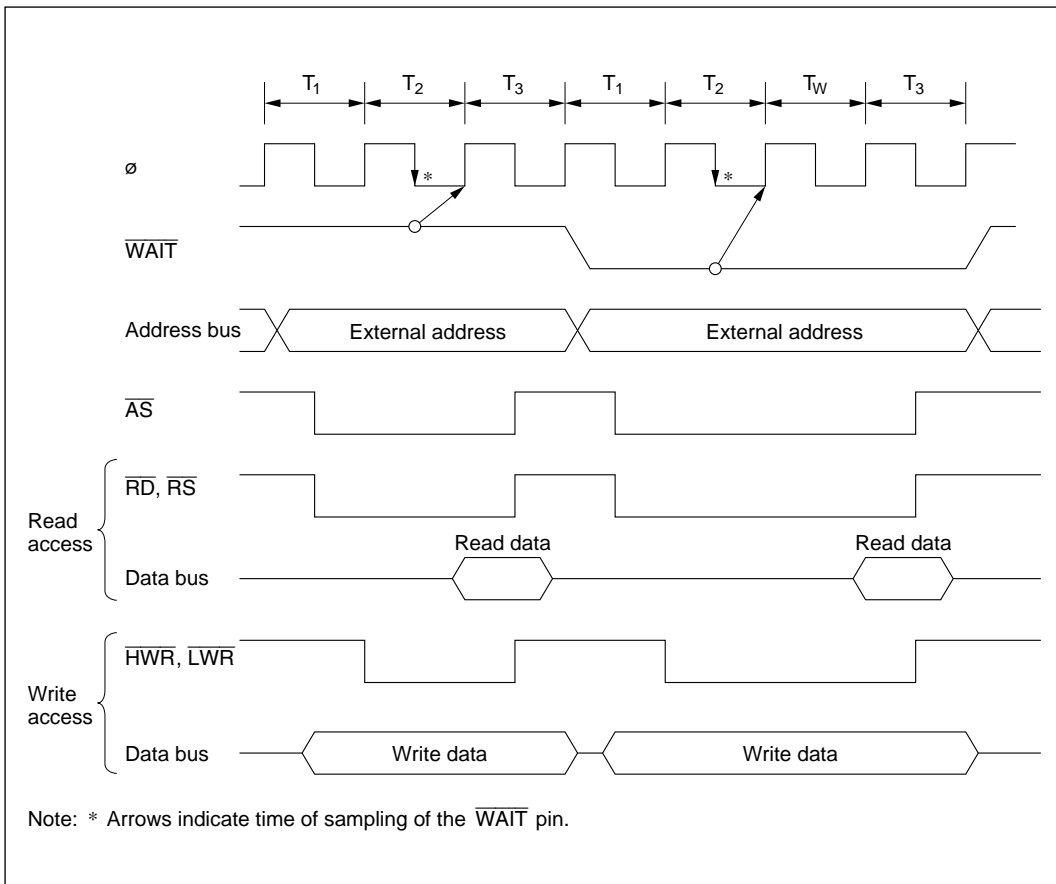 T1 T2 T3 T1 T2 TW T3
ø
* *
WAIT
Address bus External address External address
AS
Read access
RD, RS
Read data Read data
Data bus
Write access
HWR, LWR
Data bus Write data Write data
Note: * Arrows indicate time of sampling of the WAIT pin.